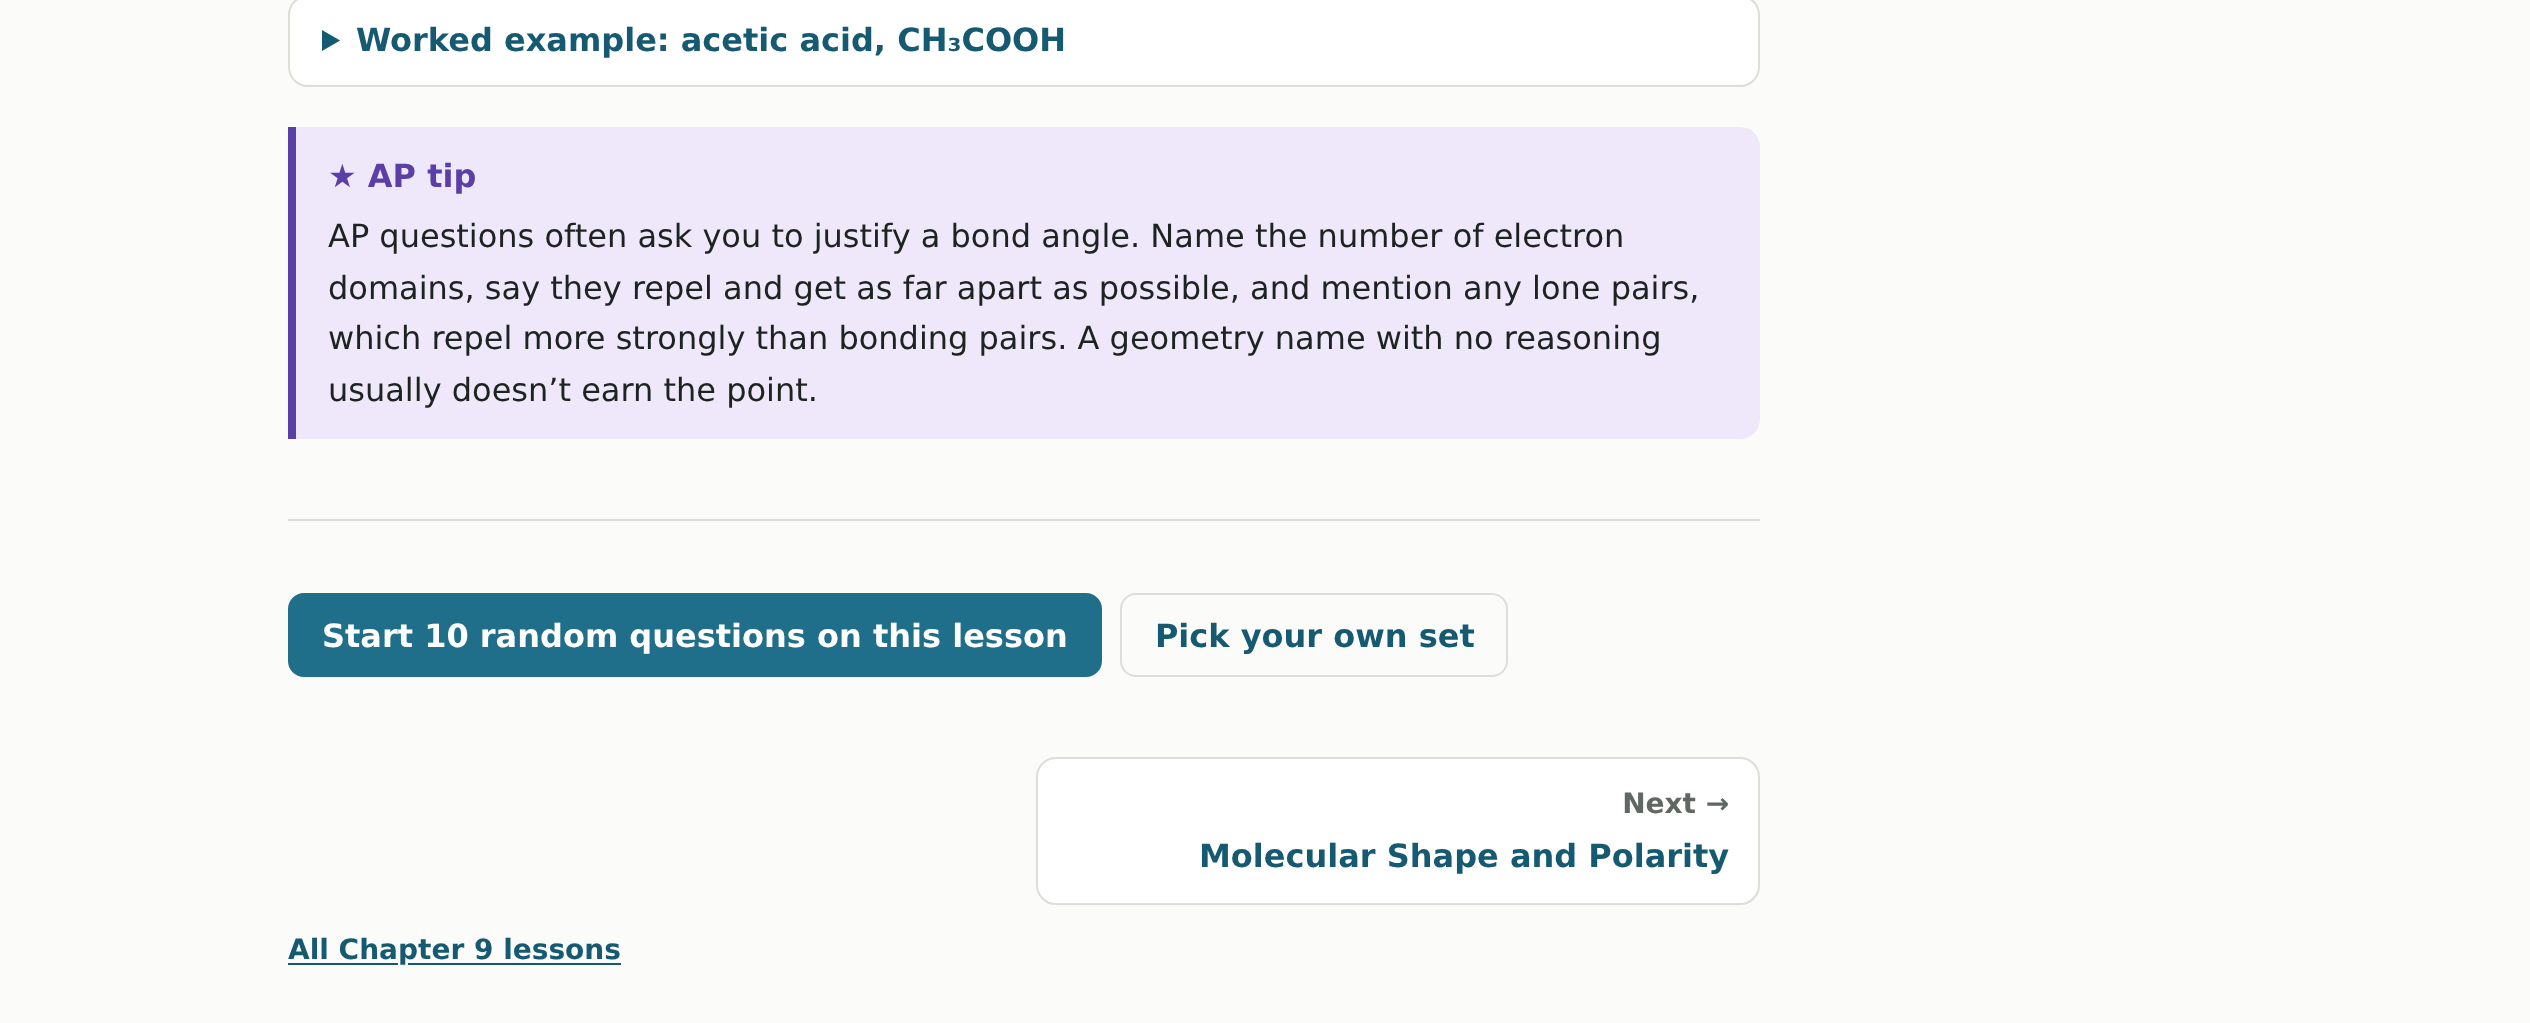 ▶ Worked example: acetic acid, CH₃COOH
★ AP tip
AP questions often ask you to justify a bond angle. Name the number of electron
domains, say they repel and get as far apart as possible, and mention any lone pairs,
which repel more strongly than bonding pairs. A geometry name with no reasoning
usually doesn’t earn the point.
Start 10 random questions on this lesson
Pick your own set
Next →
Molecular Shape and Polarity
All Chapter 9 lessons